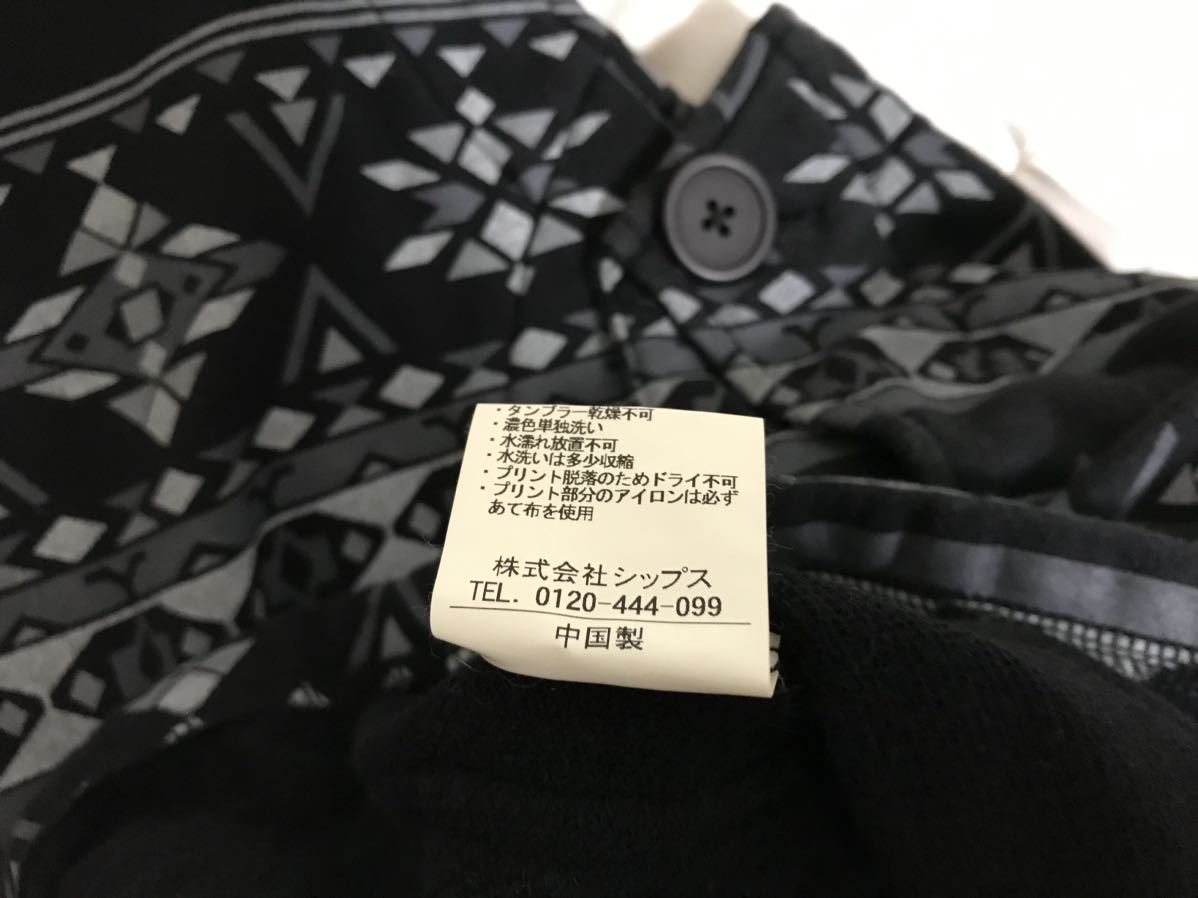 ・タンブラー乾燥不可
・濃色単独洗い
・水濡れ放置不可
・水洗いは多少収縮
・プリント脱落のためドライ不可
・プリント部分のアイロンは必ず
あて布を使用
株式会社シップス
TEL. 0120-444-099
中国製